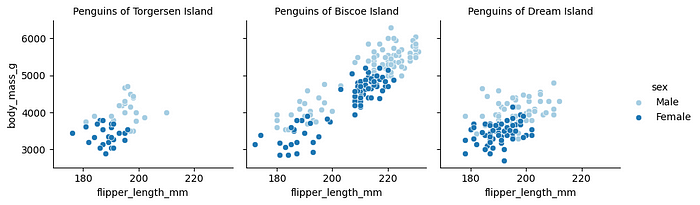 Penguins of Torgersen Island
Penguins of Biscoe Island
Penguins of Dream Island
body_mass_g
6000
5000
4000
3000
180
200
220
180
200
220
180
200
220
flipper_length_mm
flipper_length_mm
flipper_length_mm
sex
Male
Female